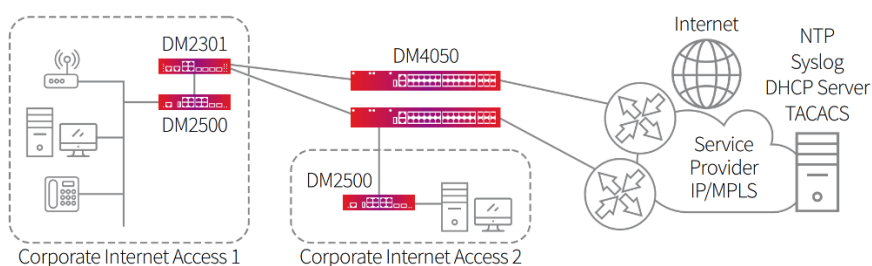 DM2301
DM2500
Corporate Internet Access 1
DM4050
DM2500
Corporate Internet Access 2
Internet
Service
Provider
IP/MPLS
NTP
Syslog
DHCP Server
TACACS